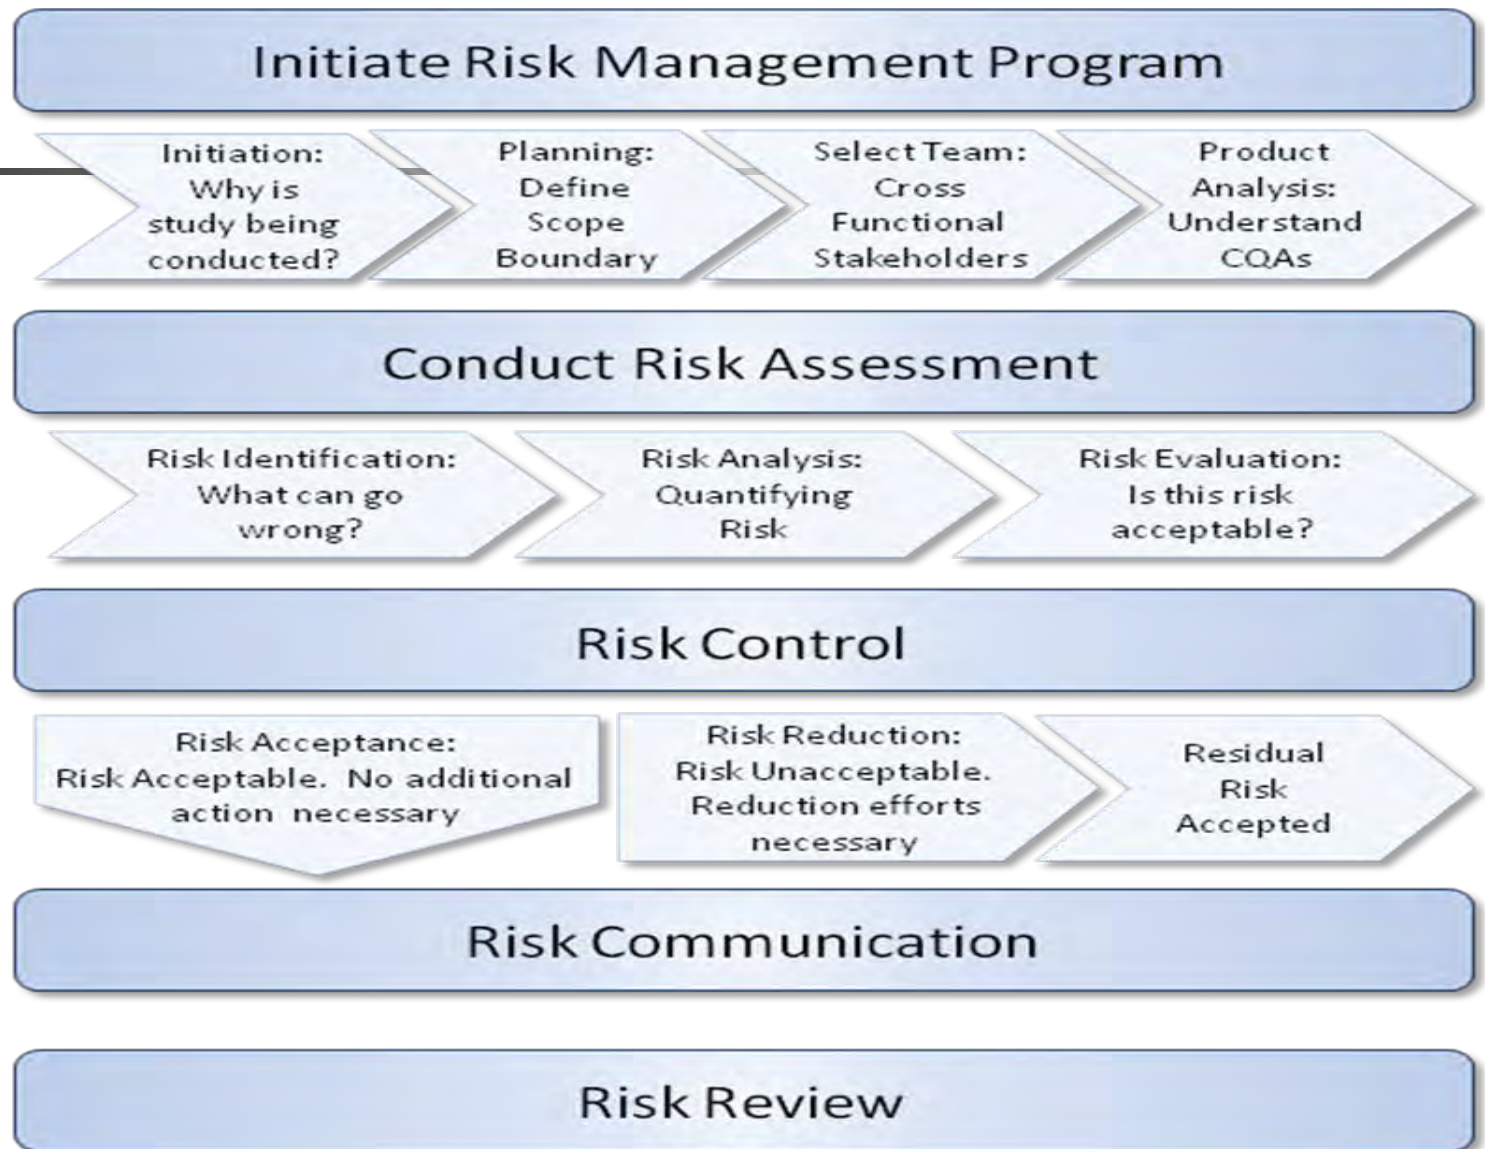 Initiate Risk Management Program
Initiation:
Why is
study being
conducted?
Planning:
Define
Scope
Boundary
Select Team:
Cross
Functional
Stakeholders
Product
Analysis:
Understand
CQAs
Conduct Risk Assessment
Risk Identification:
What can go
wrong?
Risk Analysis:
Quantifying
Risk
Risk Evaluation:
Is this risk
acceptable?
Risk Control
Risk Acceptance:
Risk Acceptable. No additional
action necessary
Risk Reduction:
Risk Unacceptable.
Reduction efforts
necessary
Residual
Risk
Accepted
Risk Communication
Risk Review